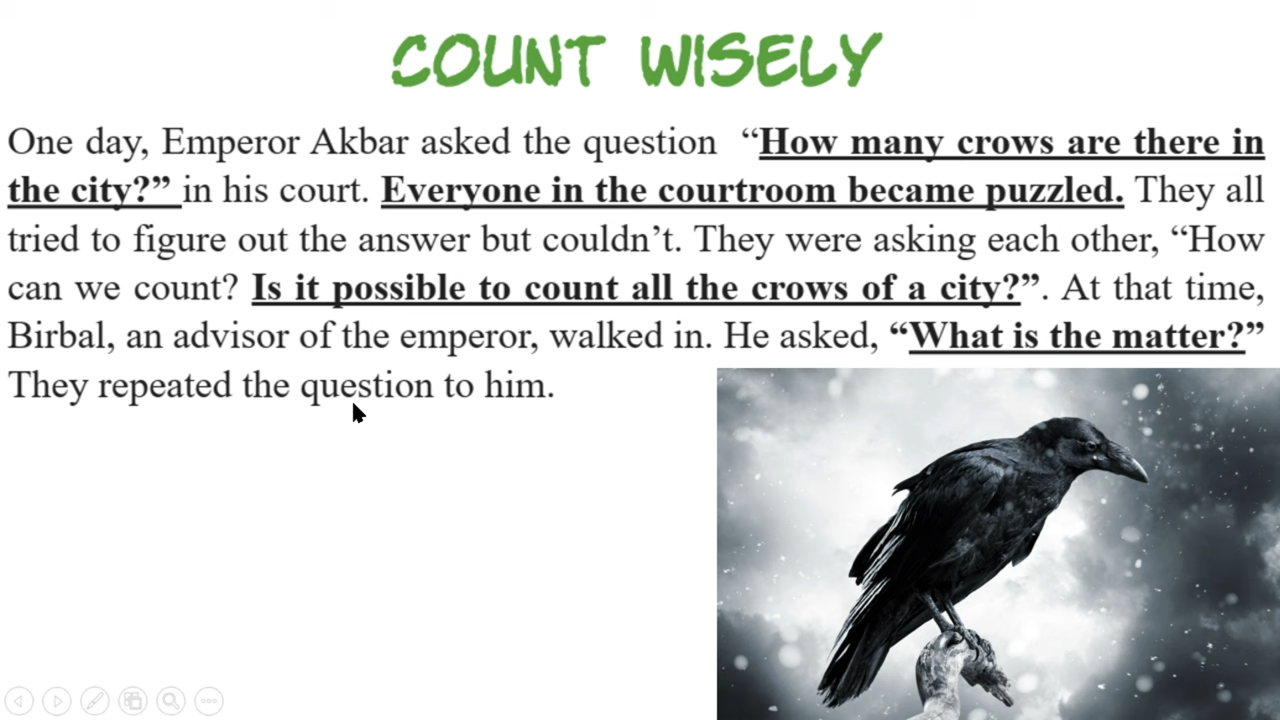 COUNT WISELY
One day, Emperor Akbar asked the question “How many crows are there in
the city?” in his court. Everyone in the courtroom became puzzled. They all
tried to figure out the answer but couldn’t. They were asking each other, “How
can we count? Is it possible to count all the crows of a city?”. At that time,
Birbal, an advisor of the emperor, walked in. He asked, “What is the matter?”
They repeated the question to him.